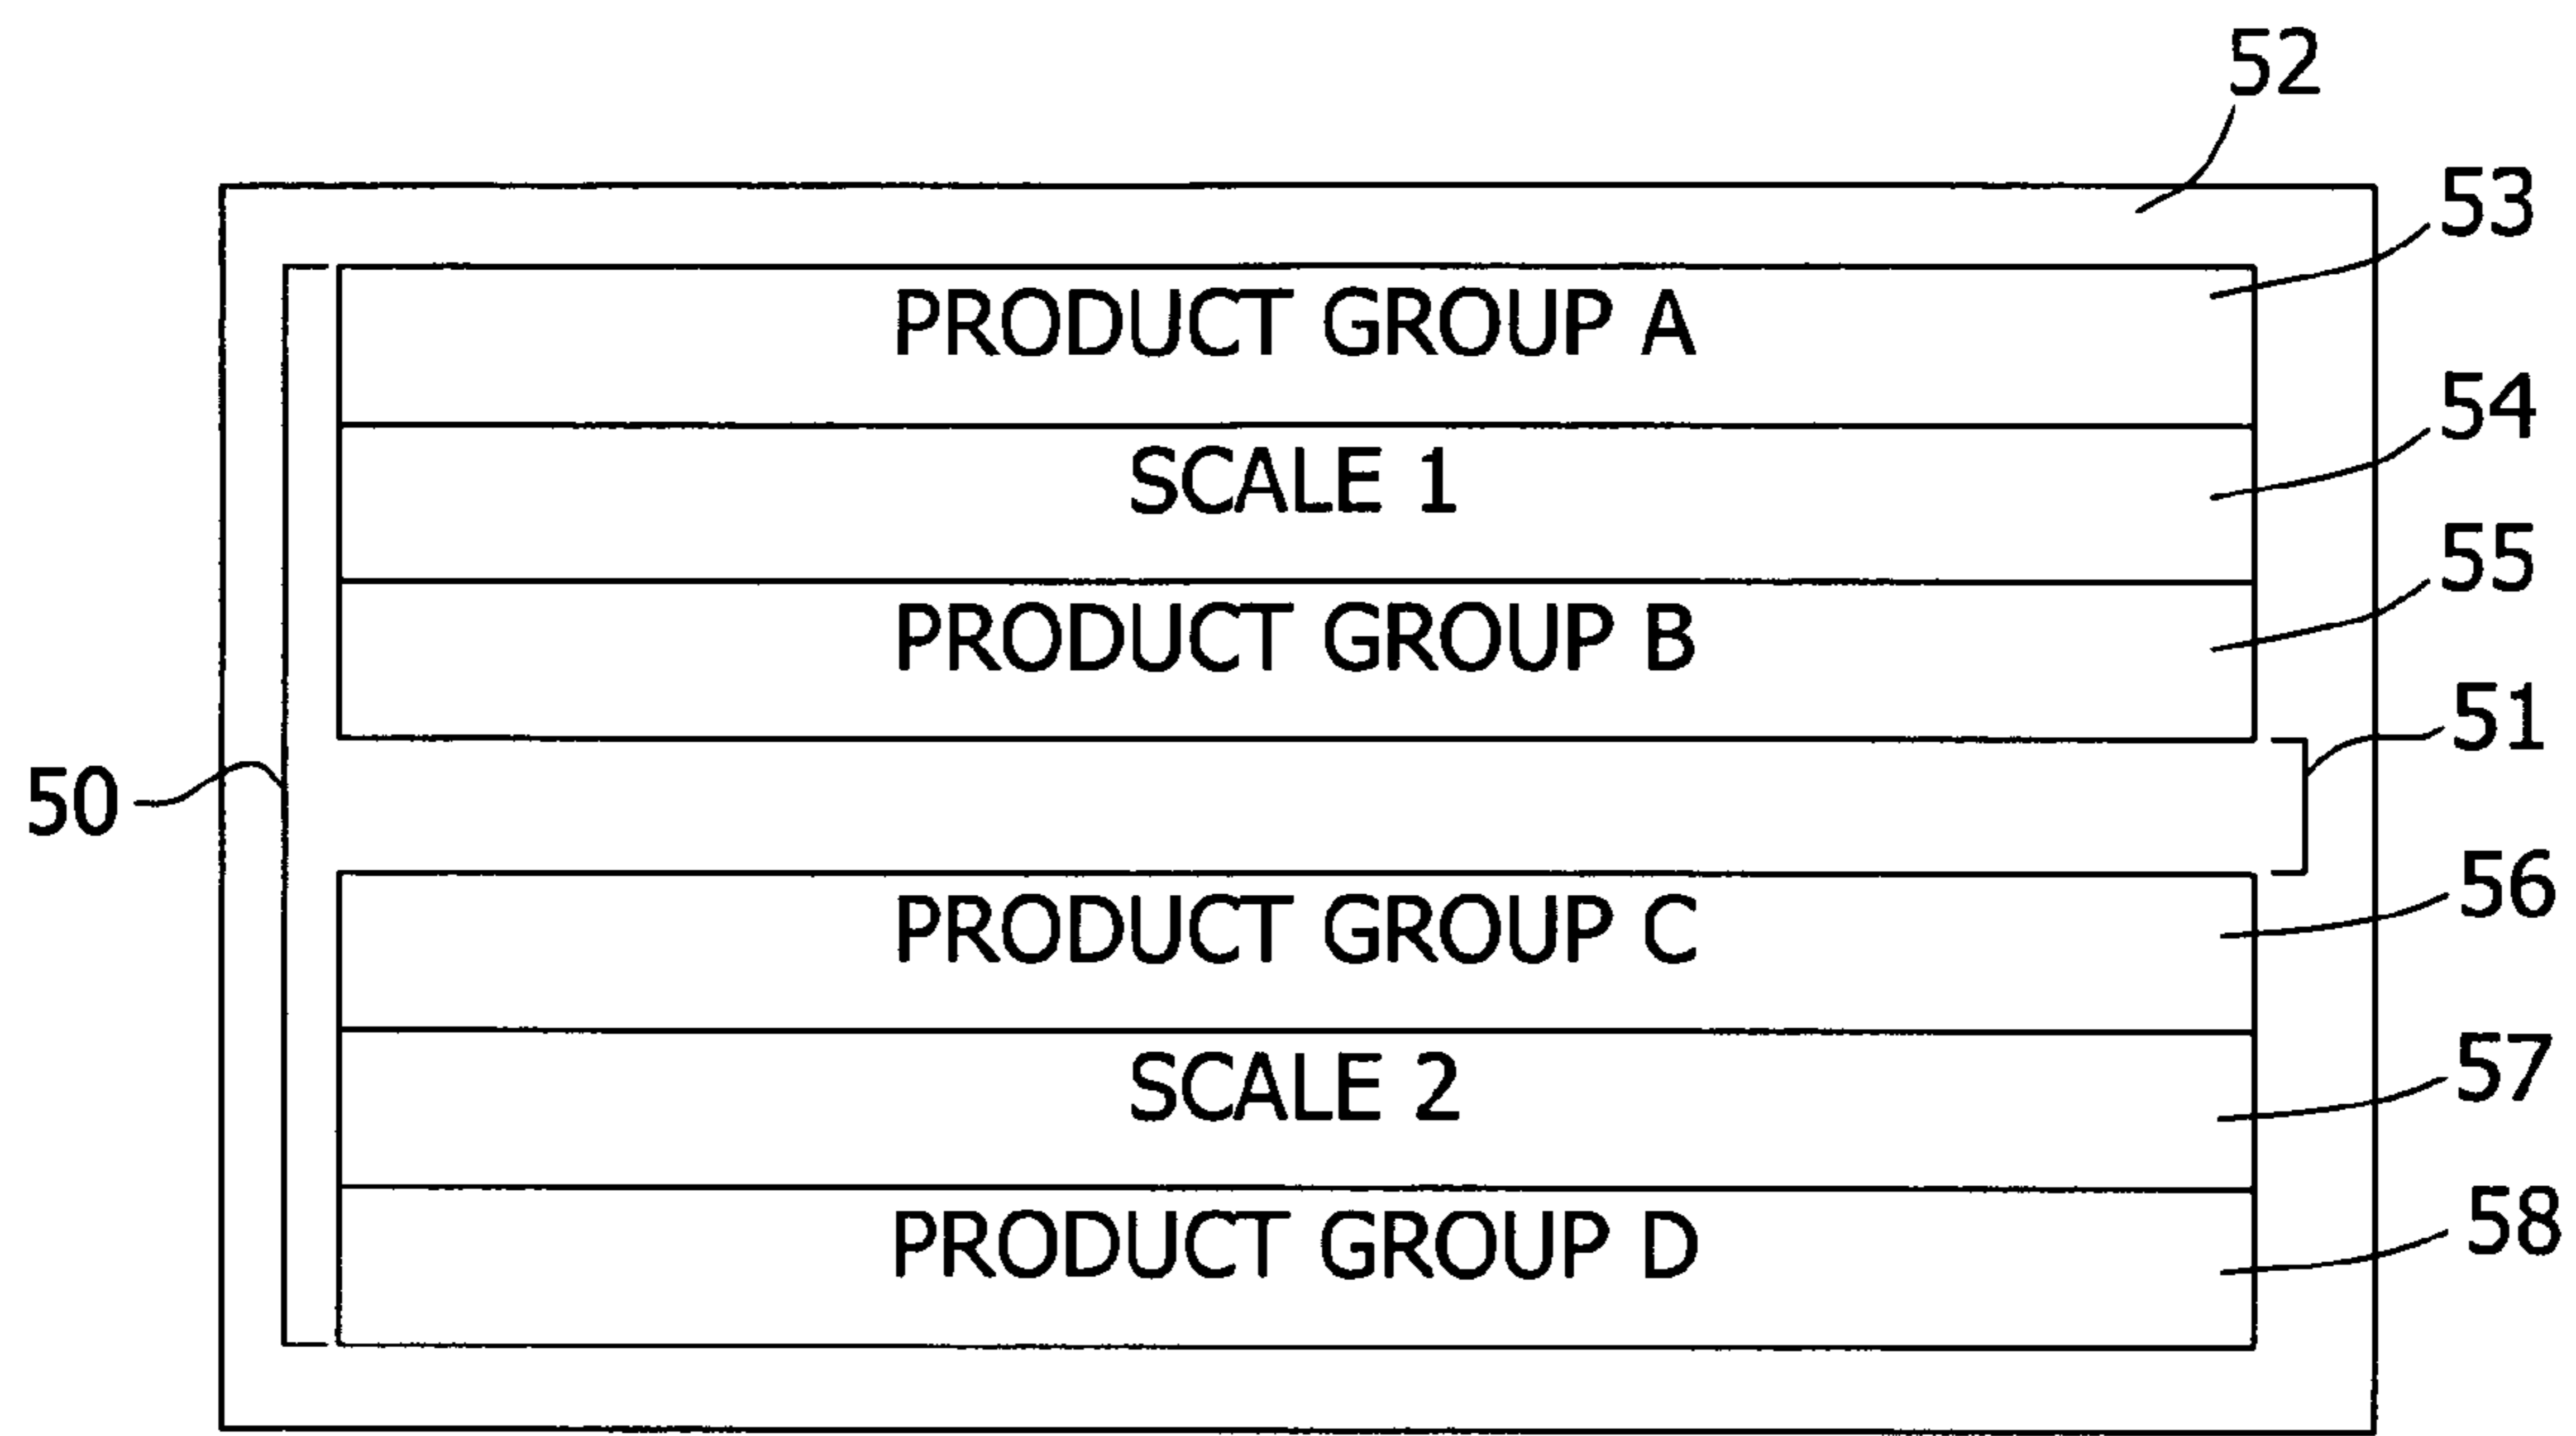 52
53
PRODUCT GROUP A
54
SCALE 1
55
PRODUCT GROUP B
51
50
56
PRODUCT GROUP C
57
SCALE 2
58
PRODUCT GROUP D